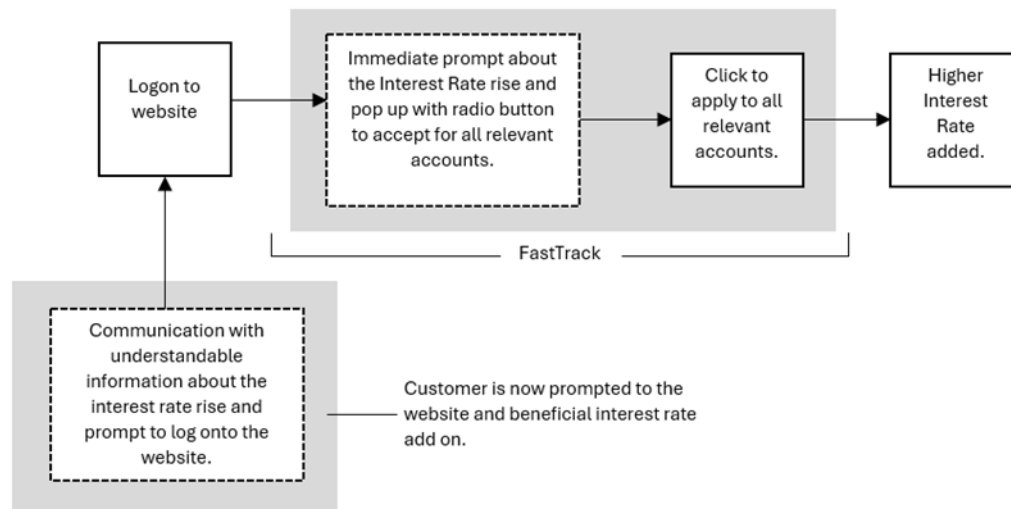 Logon to
website
Immediate prompt about
the Interest Rate rise and
pop up with radio button
to accept for all relevant
accounts.
Click to
apply to all
relevant
accounts.
Higher
Interest
Rate
added.
FastTrack
Communication with
understandable
information about the
interest rate rise and
prompt to log onto the
website.
Customer is now prompted to the
website and beneficial interest rate
add on.